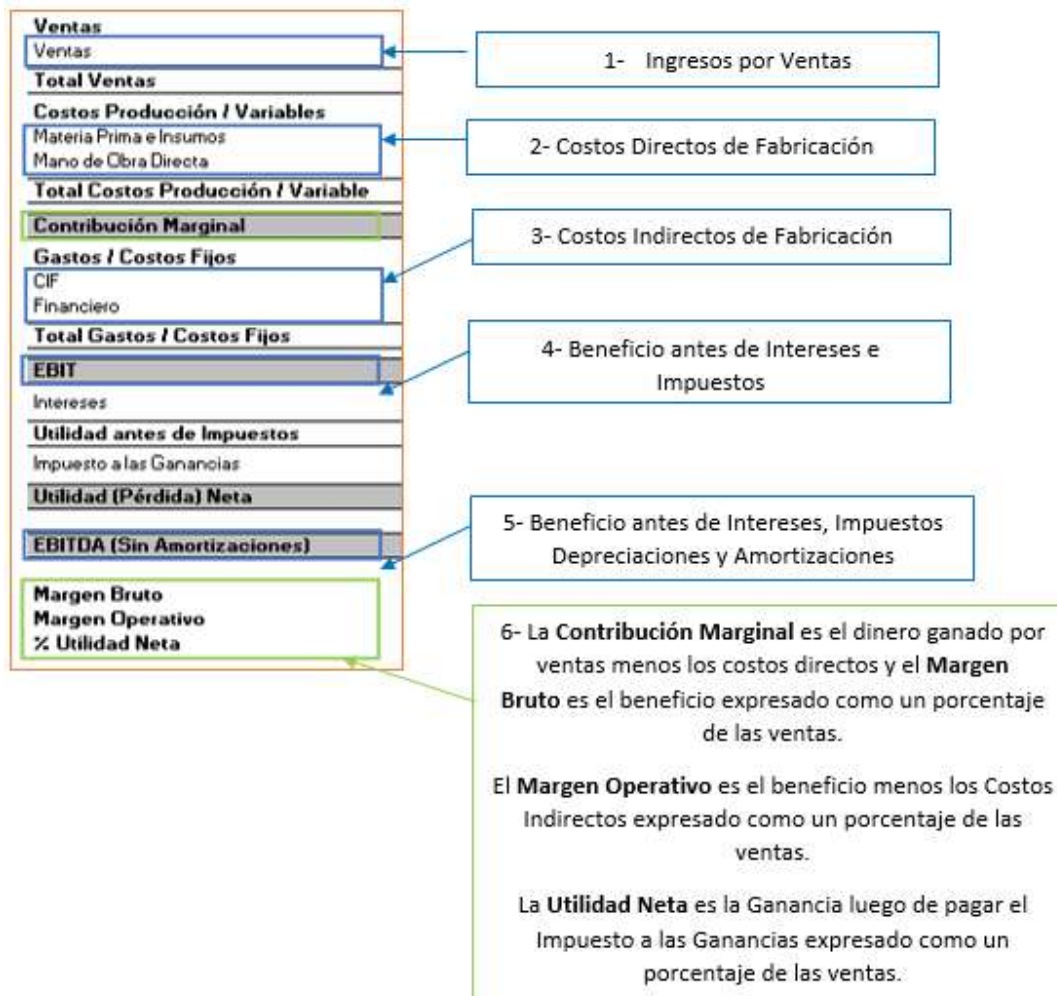 Ventas
Ventas
Total Ventas
Costos Producción / Variables
Materia Prima e Insumos
Mano de Obra Directa
Total Costos Producción / Variable
Contribución Marginal
Gastos / Costos Fijos
CIF
Financiero
Total Gastos / Costos Fijos
EBIT
Intereses
Utilidad antes de Impuestos
Impuesto a las Ganancias
Utilidad (Pérdida) Neta
EBITDA (Sin Amortizaciones)
Margen Bruto
Margen Operativo
% Utilidad Neta
1- Ingresos por Ventas
2- Costos Directos de Fabricación
3- Costos Indirectos de Fabricación
4- Beneficio antes de Intereses e
Impuestos
5- Beneficio antes de Intereses, Impuestos
Depreciaciones y Amortizaciones
6- La Contribución Marginal es el dinero ganado por
ventas menos los costos directos y el Margen
Bruto es el beneficio expresado como un porcentaje
de las ventas.
El Margen Operativo es el beneficio menos los Costos
Indirectos expresado como un porcentaje de las
ventas.
La Utilidad Neta es la Ganancia luego de pagar el
Impuesto a las Ganancias expresado como un
porcentaje de las ventas.